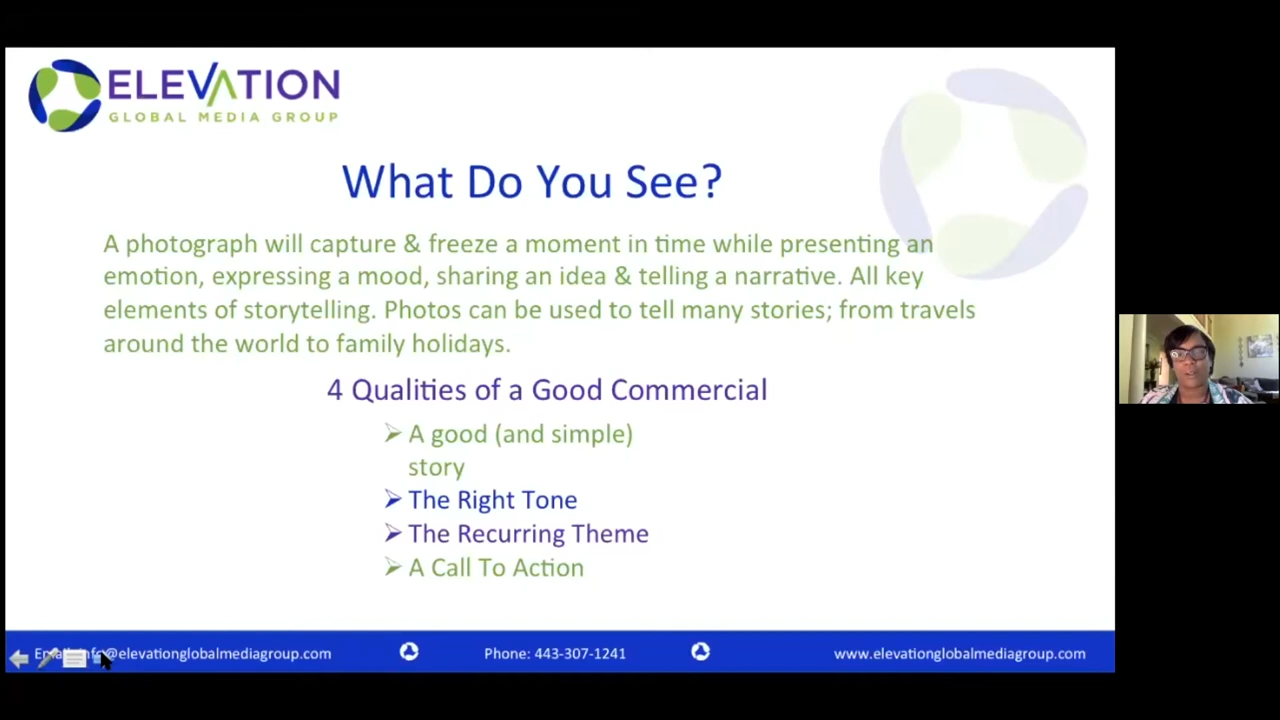 ELEVATION
GLOBAL MEDIA GROUP
What Do You See?
A photograph will capture & freeze a moment in time while presenting an
emotion, expressing a mood, sharing an idea & telling a narrative. All key
elements of storytelling. Photos can be used to tell many stories; from travels
around the world to family holidays.
4 Qualities of a Good Commercial
A good (and simple)
story
The Right Tone
The Recurring Theme
A Call To Action
@elevationglobalmediagroup.com
Phone: 443-307-1241
www.elevationglobalmediagroup.com